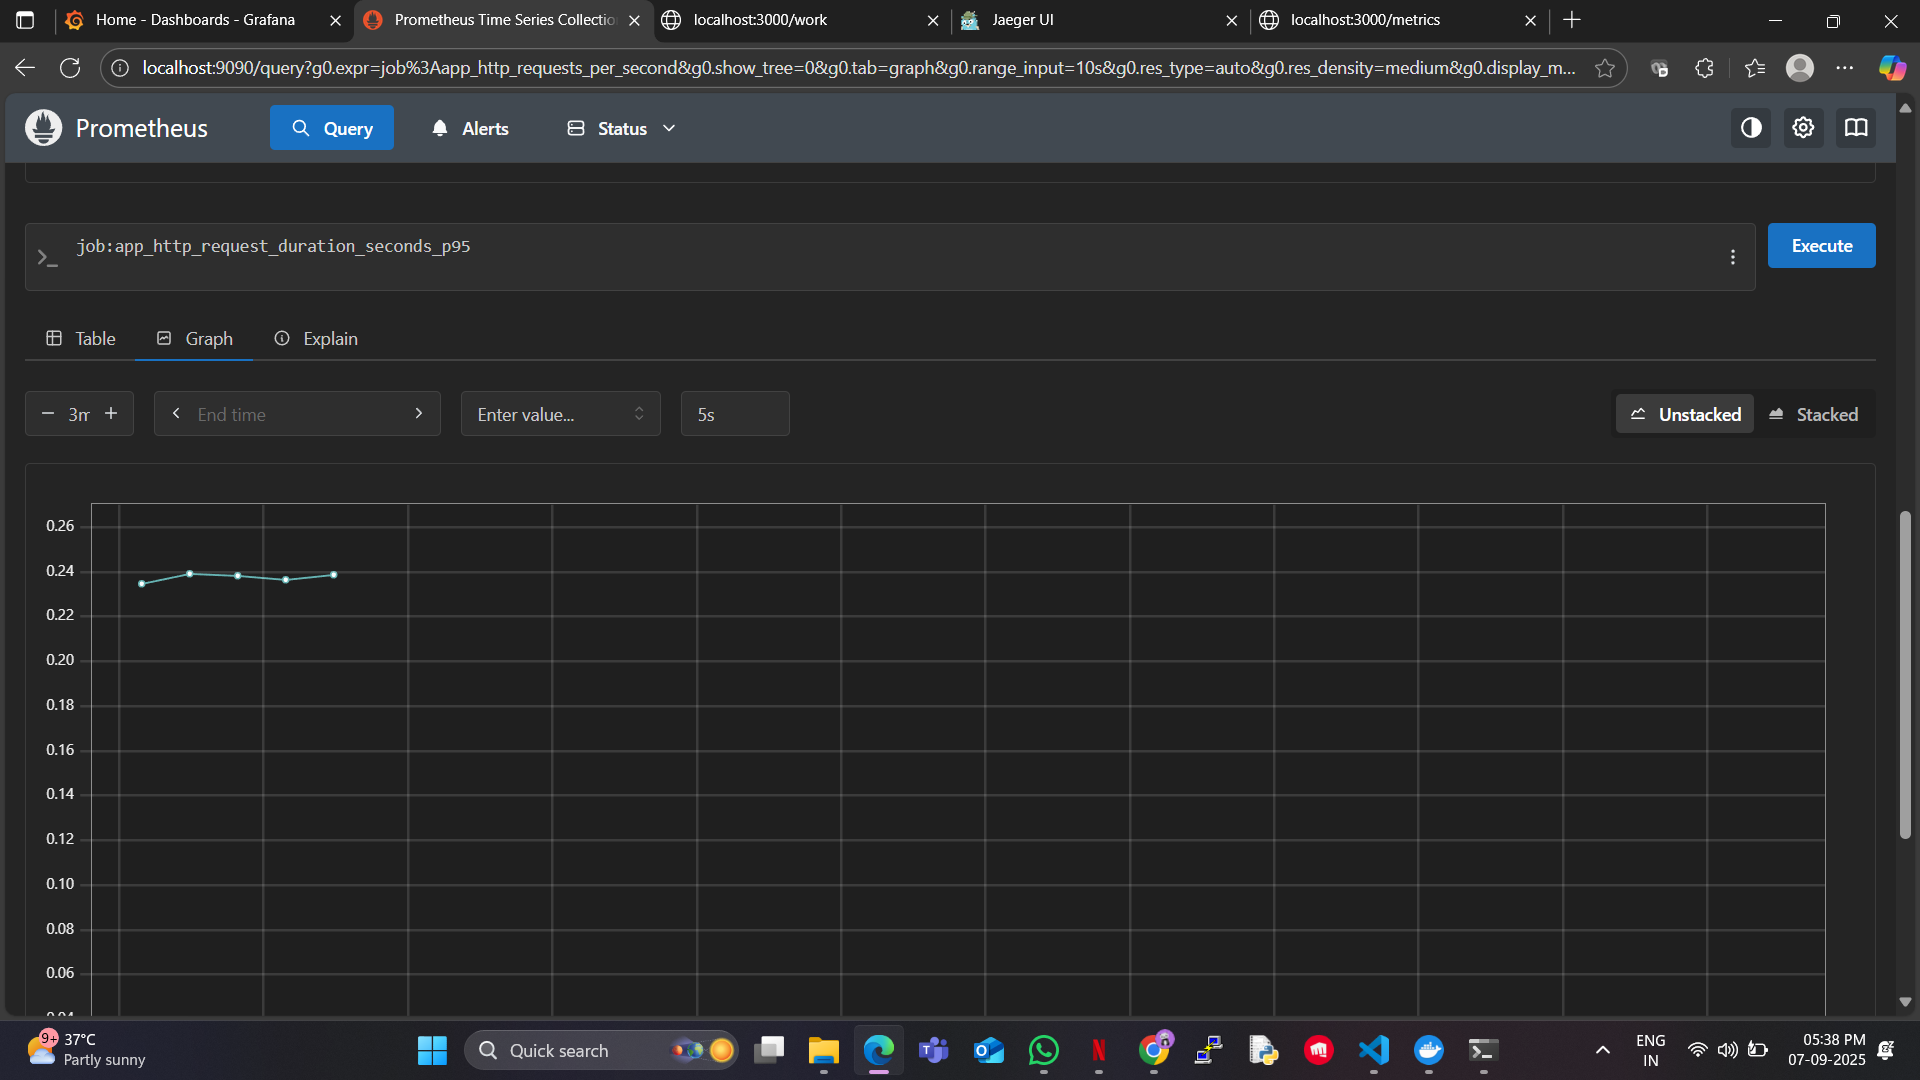 Home - Dashboards - Grafana
Prometheus Time Series Collectio
localhost:3000/work
Jaeger UI
localhost:3000/metrics
localhost:9090/query?g0.expr=job%3Aapp_http_requests_per_second&g0.show_tree=0&g0.tab=graph&g0.range_input=10s&g0.res_type=auto&g0.res_density=medium&g0.display_m...
Prometheus
Query
Alerts
Status
job:app_http_request_duration_seconds_p95
Execute
Table
Graph
Explain
3m
End time
Enter value...
5s
Unstacked
Stacked
0.26
0.24
0.22
0.20
0.18
0.16
0.14
0.12
0.10
0.08
0.06
0.04
9+
37°C
Partly sunny
Quick search
ENG
IN
05:38 PM
07-09-2025